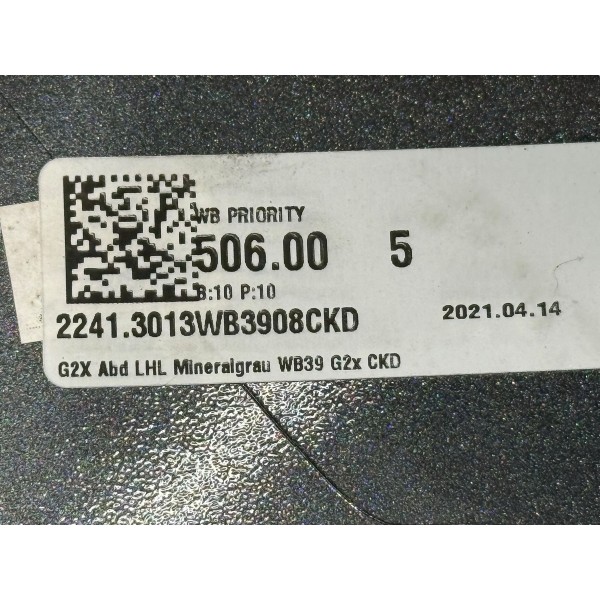 WB PRIORITY
506.00 5
B:10 P:10
2241.3013WB3908CKD 2021.04.14
G2X Abd LHL Mineralgrau WB39 G2x CKD